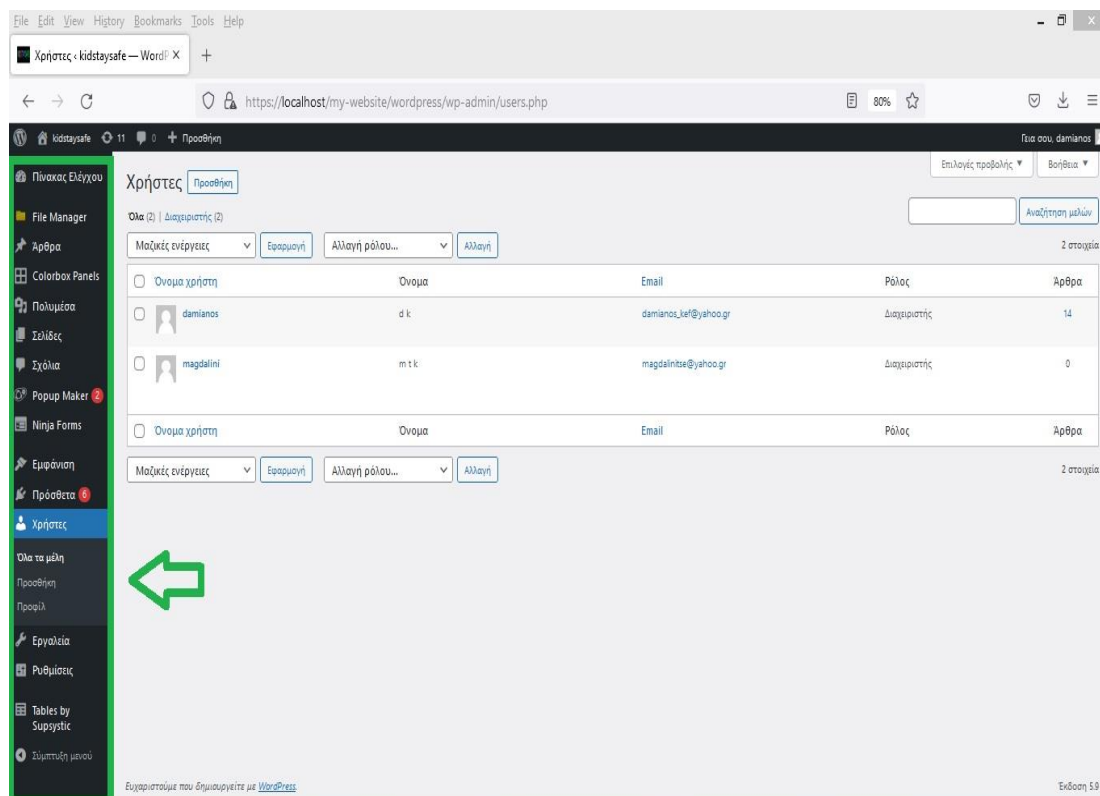 File Edit View History Bookmarks Tools Help
Χρήστες ‹ kidstaysafe — WordP
https://localhost/my-website/wordpress/wp-admin/users.php 80%
kidstaysafe 11 0 Προσθήκη Γεια σου, damianos
Επιλογές προβολής Βοήθεια
Πίνακας Ελέγχου
File Manager
Άρθρα
Colorbox Panels
Πολυμέσα
Σελίδες
Σχόλια
Popup Maker 2
Ninja Forms
Εμφάνιση
Πρόσθετα 6
Χρήστες
Όλα τα μέλη
Προσθήκη
Προφίλ
Εργαλεία
Ρυθμίσεις
Tables by
Supsystic
Σύμπτυξη μενού
Χρήστες Προσθήκη
Όλα (2) | Διαχειριστής (2)
Αναζήτηση μελών
Μαζικές ενέργειες Εφαρμογή Αλλαγή ρόλου... Αλλαγή 2 στοιχεία
Όνομα χρήστη Όνομα Email Ρόλος Άρθρα
damianos d k damianos_kef@yahoo.gr Διαχειριστής 14
magdalini m t k magdalinitse@yahoo.gr Διαχειριστής 0
Όνομα χρήστη Όνομα Email Ρόλος Άρθρα
Μαζικές ενέργειες Εφαρμογή Αλλαγή ρόλου... Αλλαγή 2 στοιχεία
Ευχαριστούμε που δημιουργείτε με WordPress. Έκδοση 5.9